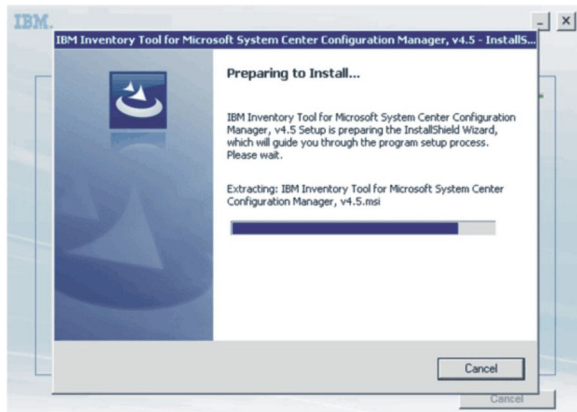 IBM.
IBM Inventory Tool for Microsoft System Center Configuration Manager, v4.5 - InstallS...
Preparing to Install...
IBM Inventory Tool for Microsoft System Center Configuration
Manager, v4.5 Setup is preparing the InstallShield Wizard,
which will guide you through the program setup process.
Please wait.
Extracting: IBM Inventory Tool for Microsoft System Center
Configuration Manager, v4.5.msi
Cancel
Cancel